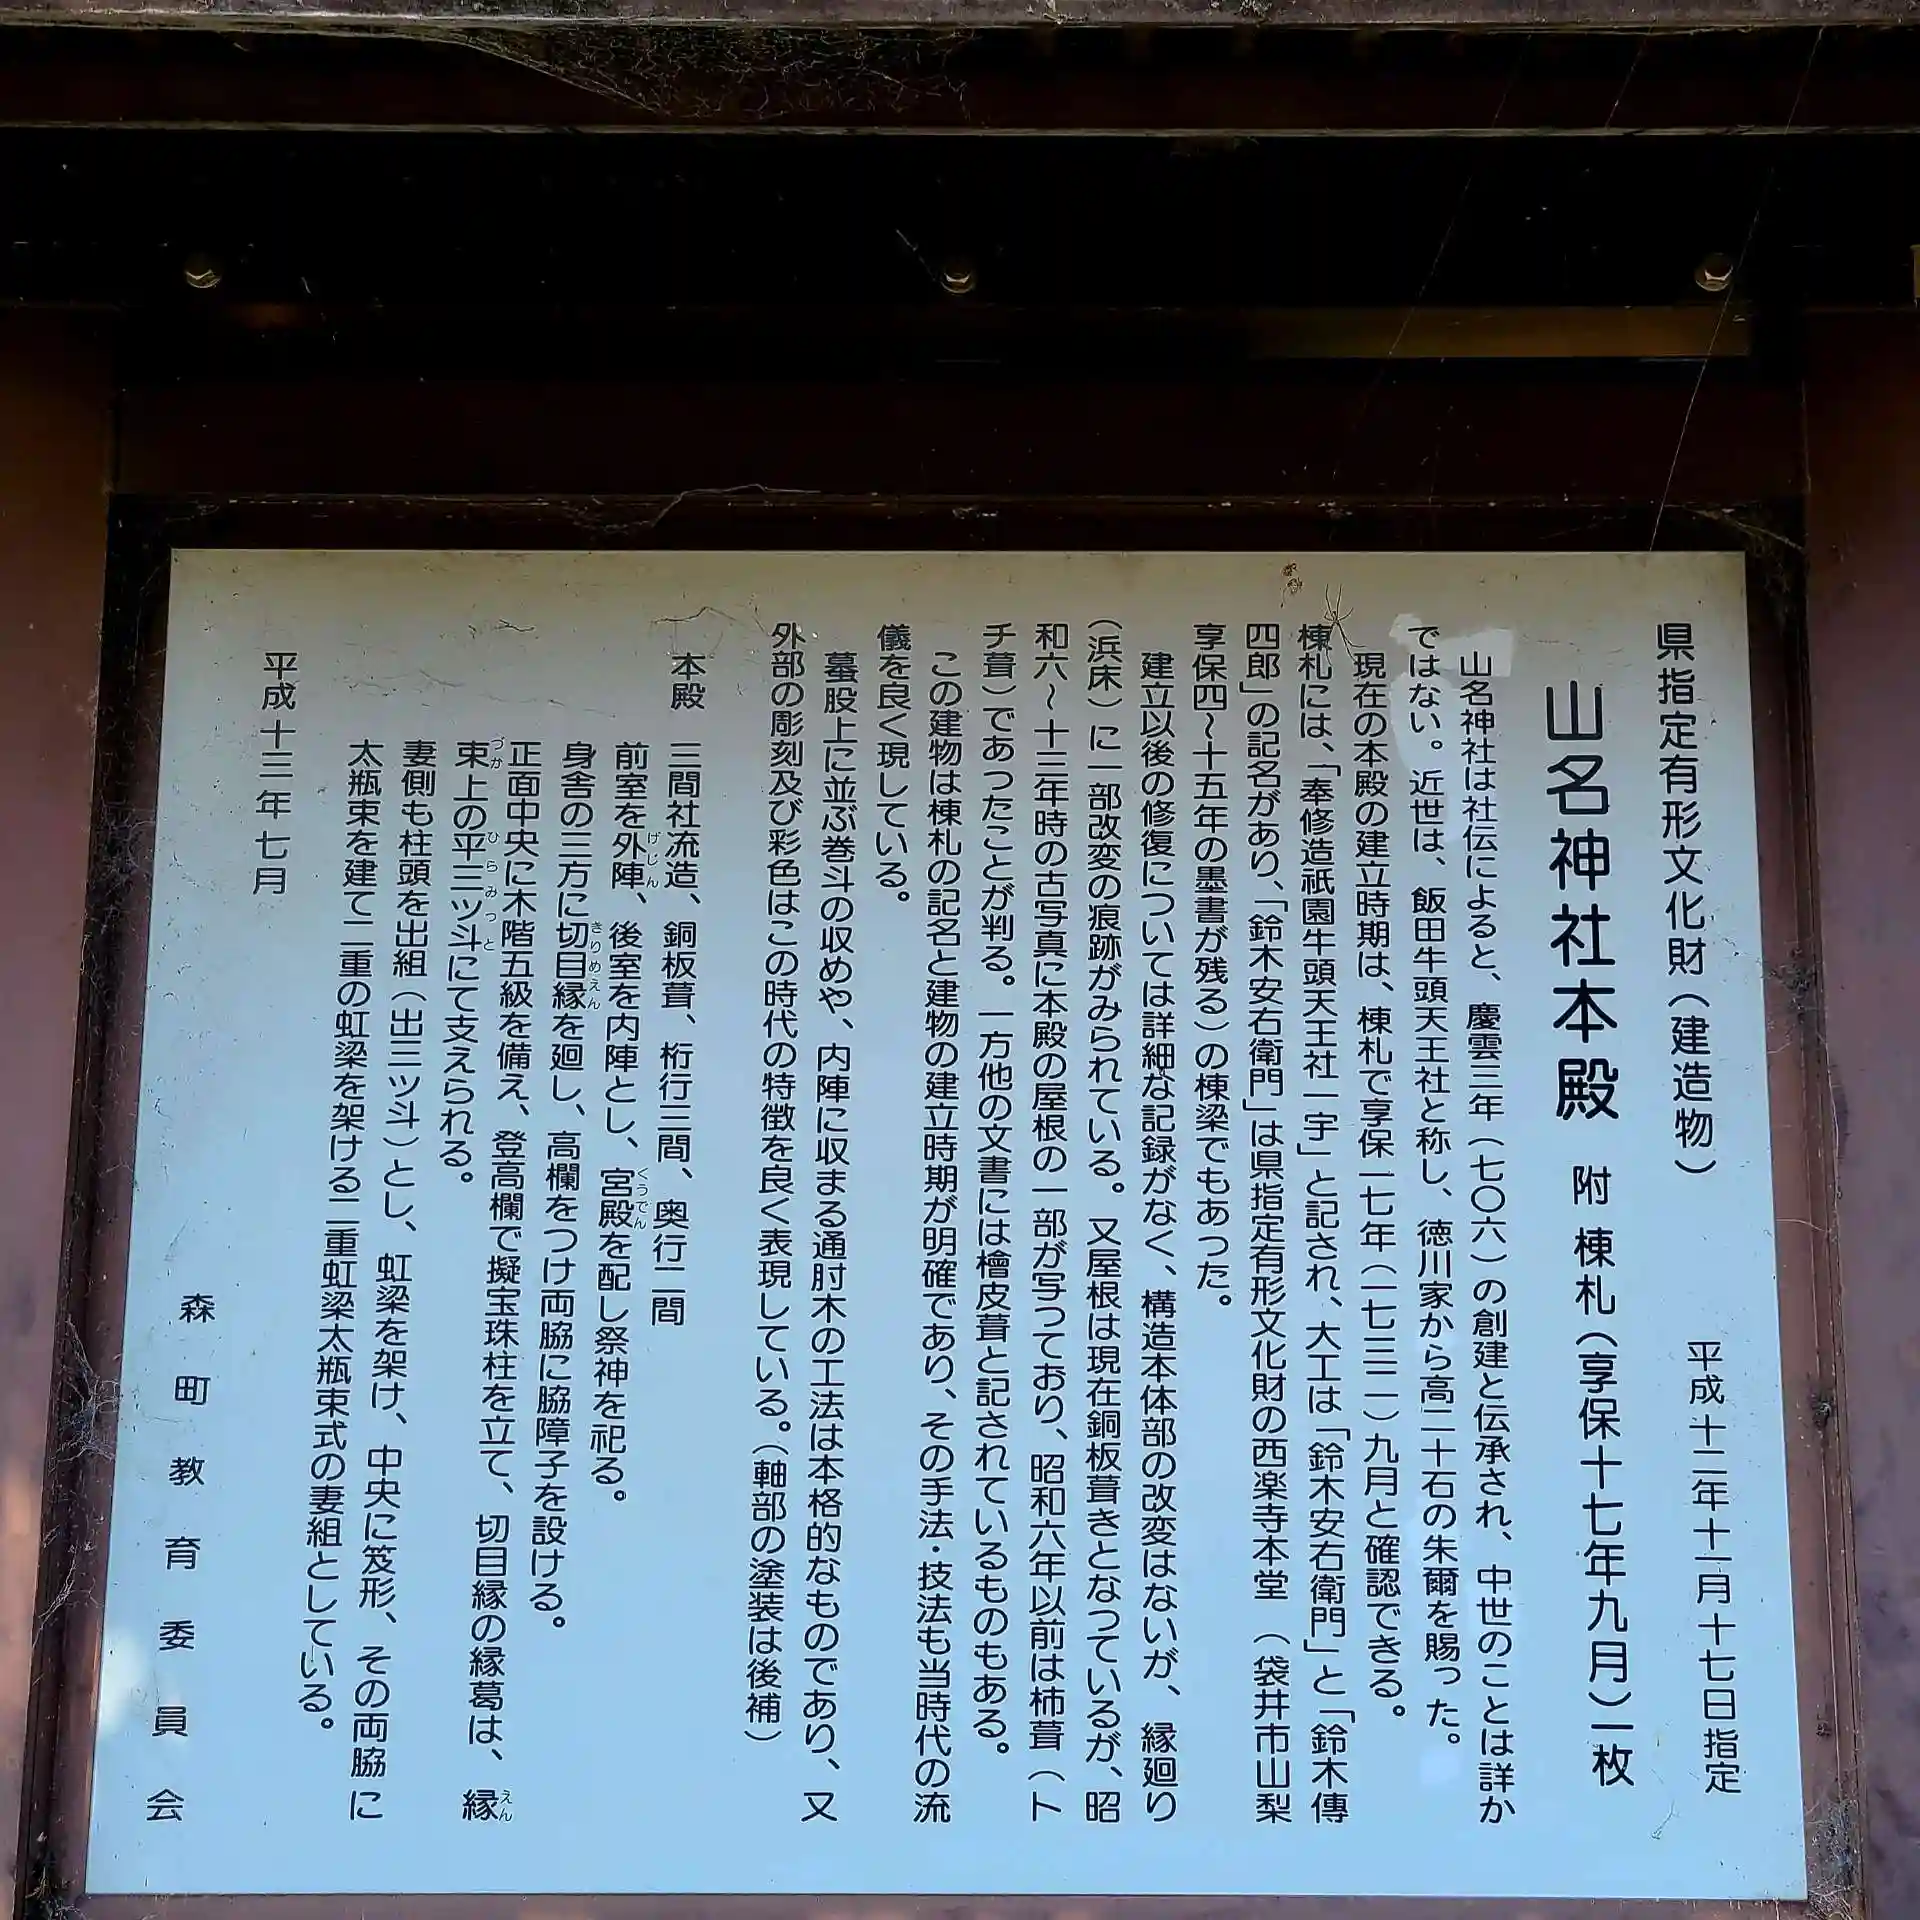 県指定有形文化財（建造物） 平成十二年十一月十七日指定
山名神社本殿 附 棟札（享保十七年九月）一枚
山名神社は社伝によると、慶雲三年（七〇六）の創建と伝承され、中世のことは詳か
ではない。近世は、飯田牛頭天王社と称し、徳川家から高二十石の朱爾を賜った。
現在の本殿の建立時期は、棟札で享保一七年（一七三二）九月と確認できる。
棟札には、「奉修造祇園牛頭天王社一宇」と記され、大工は「鈴木安右衛門」と「鈴木傳
四郎」の記名があり、「鈴木安右衛門」は県指定有形文化財の西楽寺本堂（袋井市山梨
享保四～十五年の墨書が残る）の棟梁でもあった。
建立以後の修復については詳細な記録がなく、構造本体部の改変はないが、縁廻り
（浜床）に一部改変の痕跡がみられている。又屋根は現在銅板葺きとなっているが、昭
和六～十三年時の古写真に本殿の屋根の一部が写っており、昭和六年以前は柿葺（ト
チ葺）であったことが判る。一方他の文書には檜皮葺と記されているものもある。
この建物は棟札の記名と建物の建立時期が明確であり、その手法・技法も当時代の流
儀を良く現している。
蟇股上に並ぶ巻斗の収めや、内陣に収まる通肘木の工法は本格的なものであり、又
外部の彫刻及び彩色はこの時代の特徴を良く表現している。（軸部の塗装は後補）
本殿 三間社流造、銅板葺、桁行三間、奥行二間
前室を外陣、後室を内陣とし、宮殿を配し祭神を祀る。
げじん くうでん
身舎の三方に切目縁を廻し、高欄をつけ両脇に脇障子を設ける。
きりめえん
正面中央に木階五級を備え、登高欄で擬宝珠柱を立て、切目縁の縁葛は、縁
えん
束上の平三ツ斗にて支えられる。
づか ひらみっと
妻側も柱頭を出組（出三ツ斗）とし、虹梁を架け、中央に笈形、その両脇に
太瓶束を建て二重の虹梁を架ける二重虹梁太瓶束式の妻組としている。
平成十三年七月
森町教育委員会